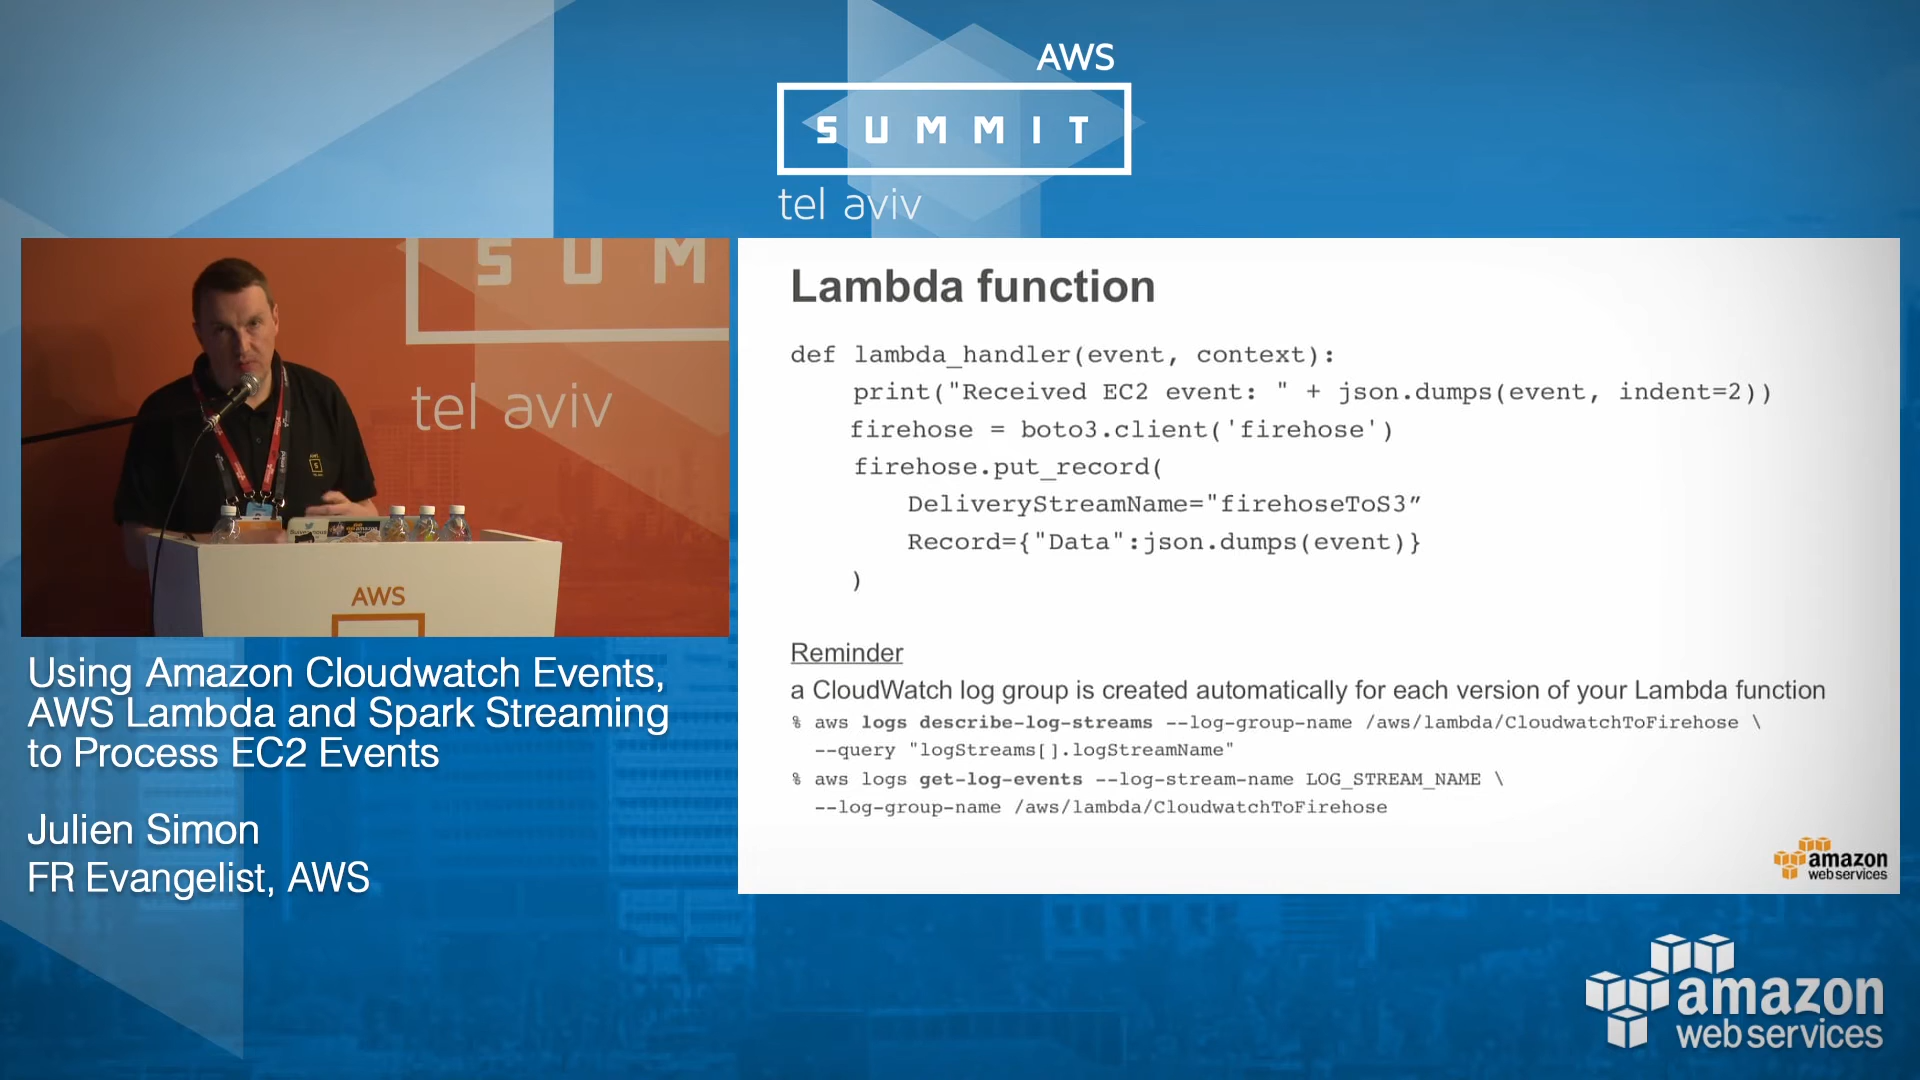 AWS
SUMMIT
tel aviv
SUM
tel aviv
AWS
Using Amazon Cloudwatch Events,
AWS Lambda and Spark Streaming
to Process EC2 Events
Julien Simon
FR Evangelist, AWS
Lambda function
def lambda_handler(event, context):
print("Received EC2 event: " + json.dumps(event, indent=2))
firehose = boto3.client('firehose')
firehose.put_record(
DeliveryStreamName="firehoseToS3”
Record={"Data":json.dumps(event)}
)
Reminder
a CloudWatch log group is created automatically for each version of your Lambda function
% aws logs describe-log-streams --log-group-name /aws/lambda/CloudwatchToFirehose \
--query "logStreams[].logStreamName"
% aws logs get-log-events --log-stream-name LOG_STREAM_NAME \
--log-group-name /aws/lambda/CloudwatchToFirehose
amazon
web services
amazon
web services